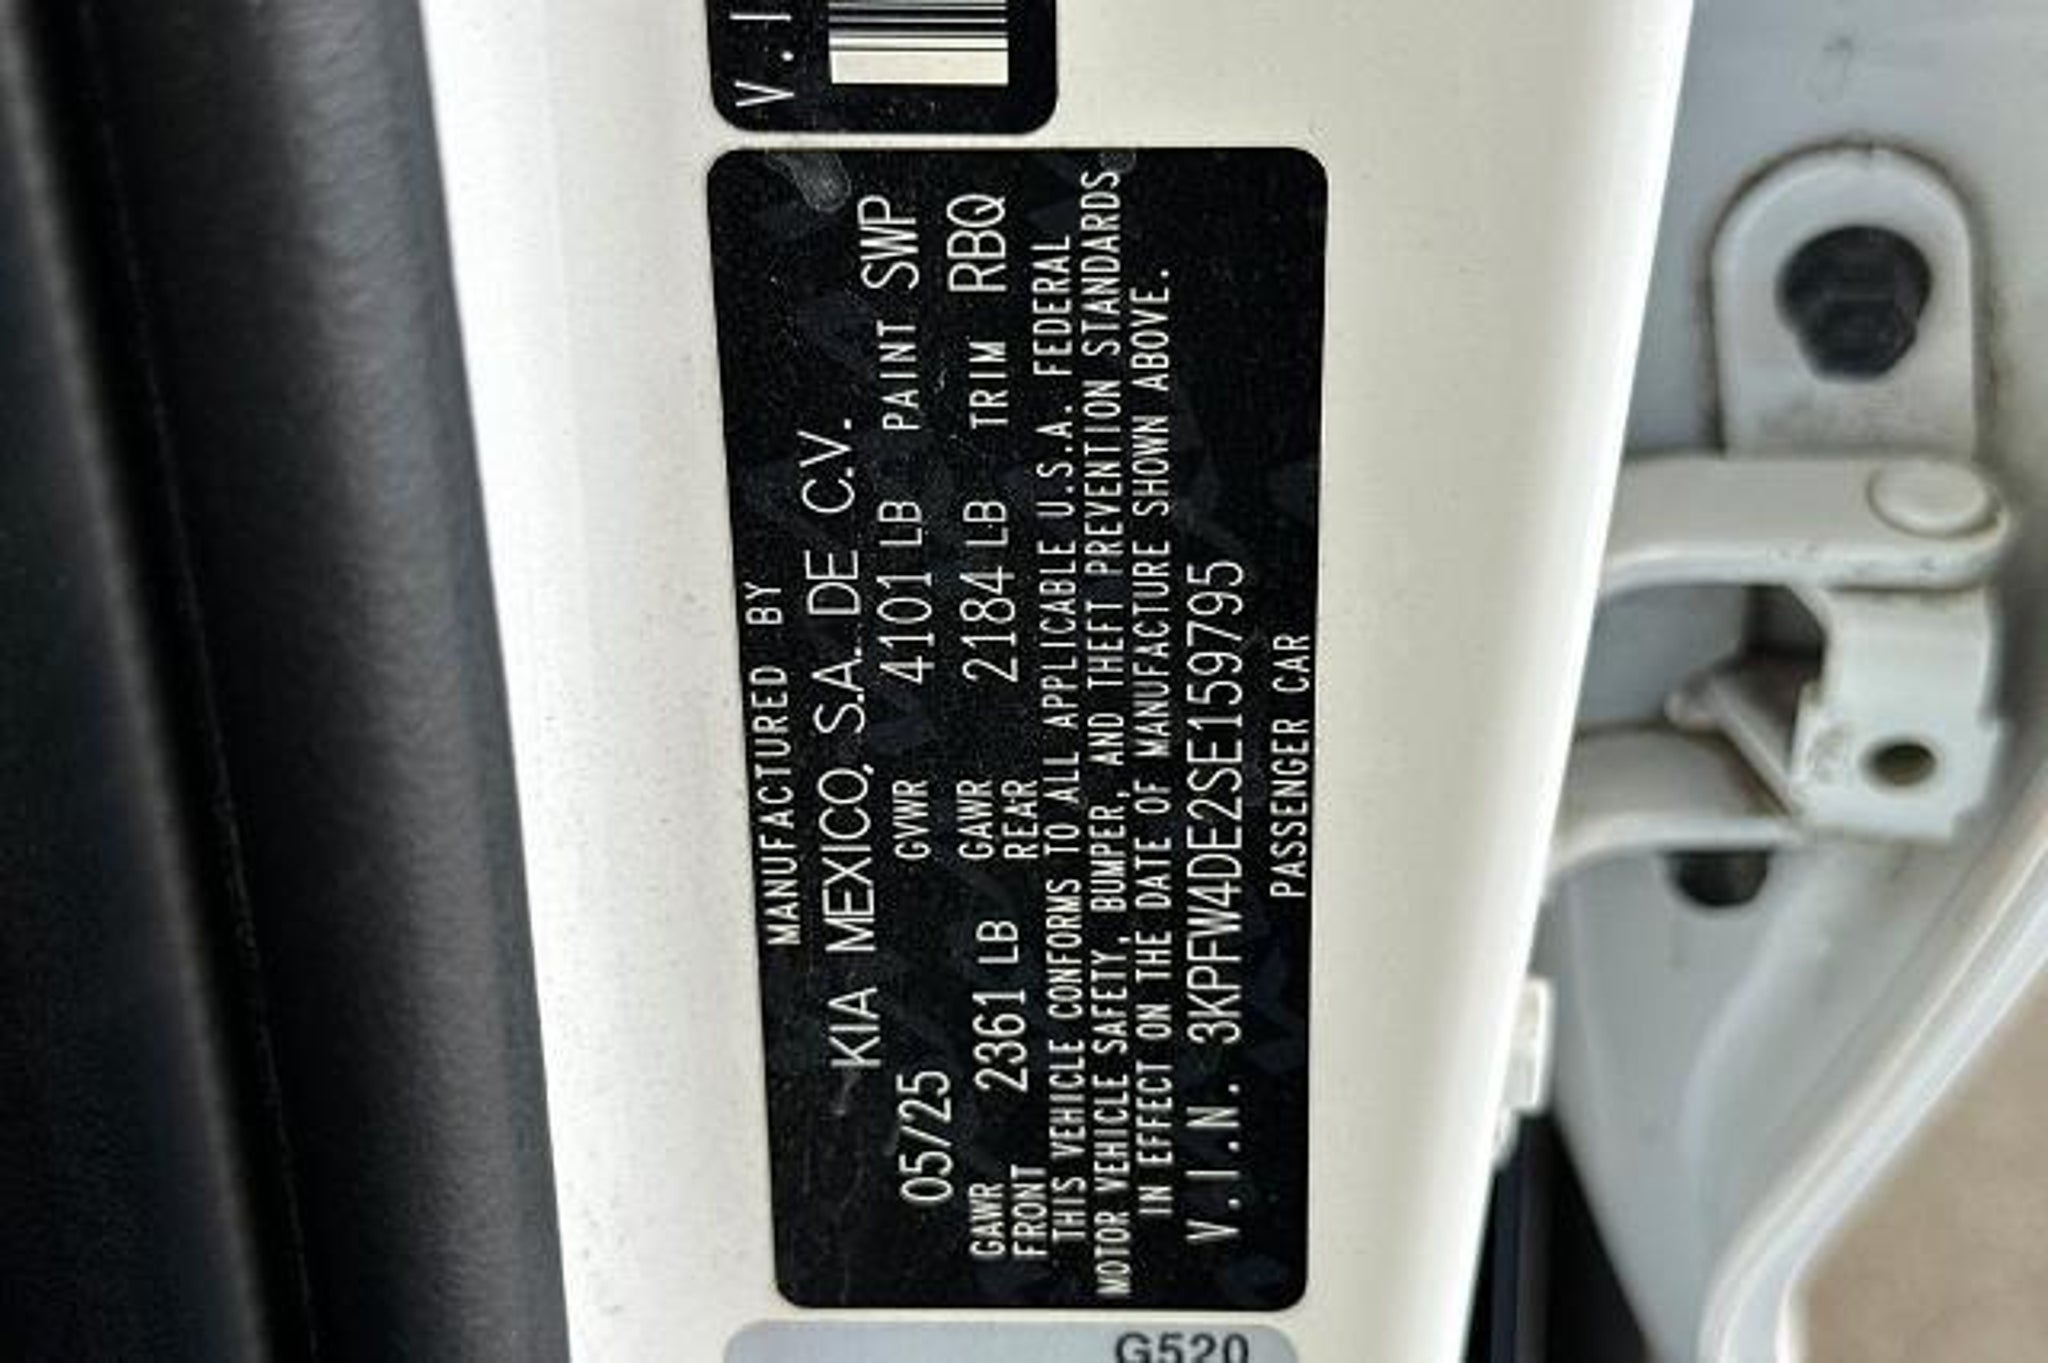 V.I
MANUFACTURED BY
KIA MEXICO, S.A. DE C.V.
05/25 GVWR 4101 LB PAINT SWP
GAWR FRONT 2361 LB GAWR REAR 2184 LB TRIM RBQ
THIS VEHICLE CONFORMS TO ALL APPLICABLE U.S.A. FEDERAL
MOTOR VEHICLE SAFETY, BUMPER, AND THEFT PREVENTION STANDARDS
IN EFFECT ON THE DATE OF MANUFACTURE SHOWN ABOVE.
V.I.N. 3KPFW4DE2SE159795
PASSENGER CAR
G520